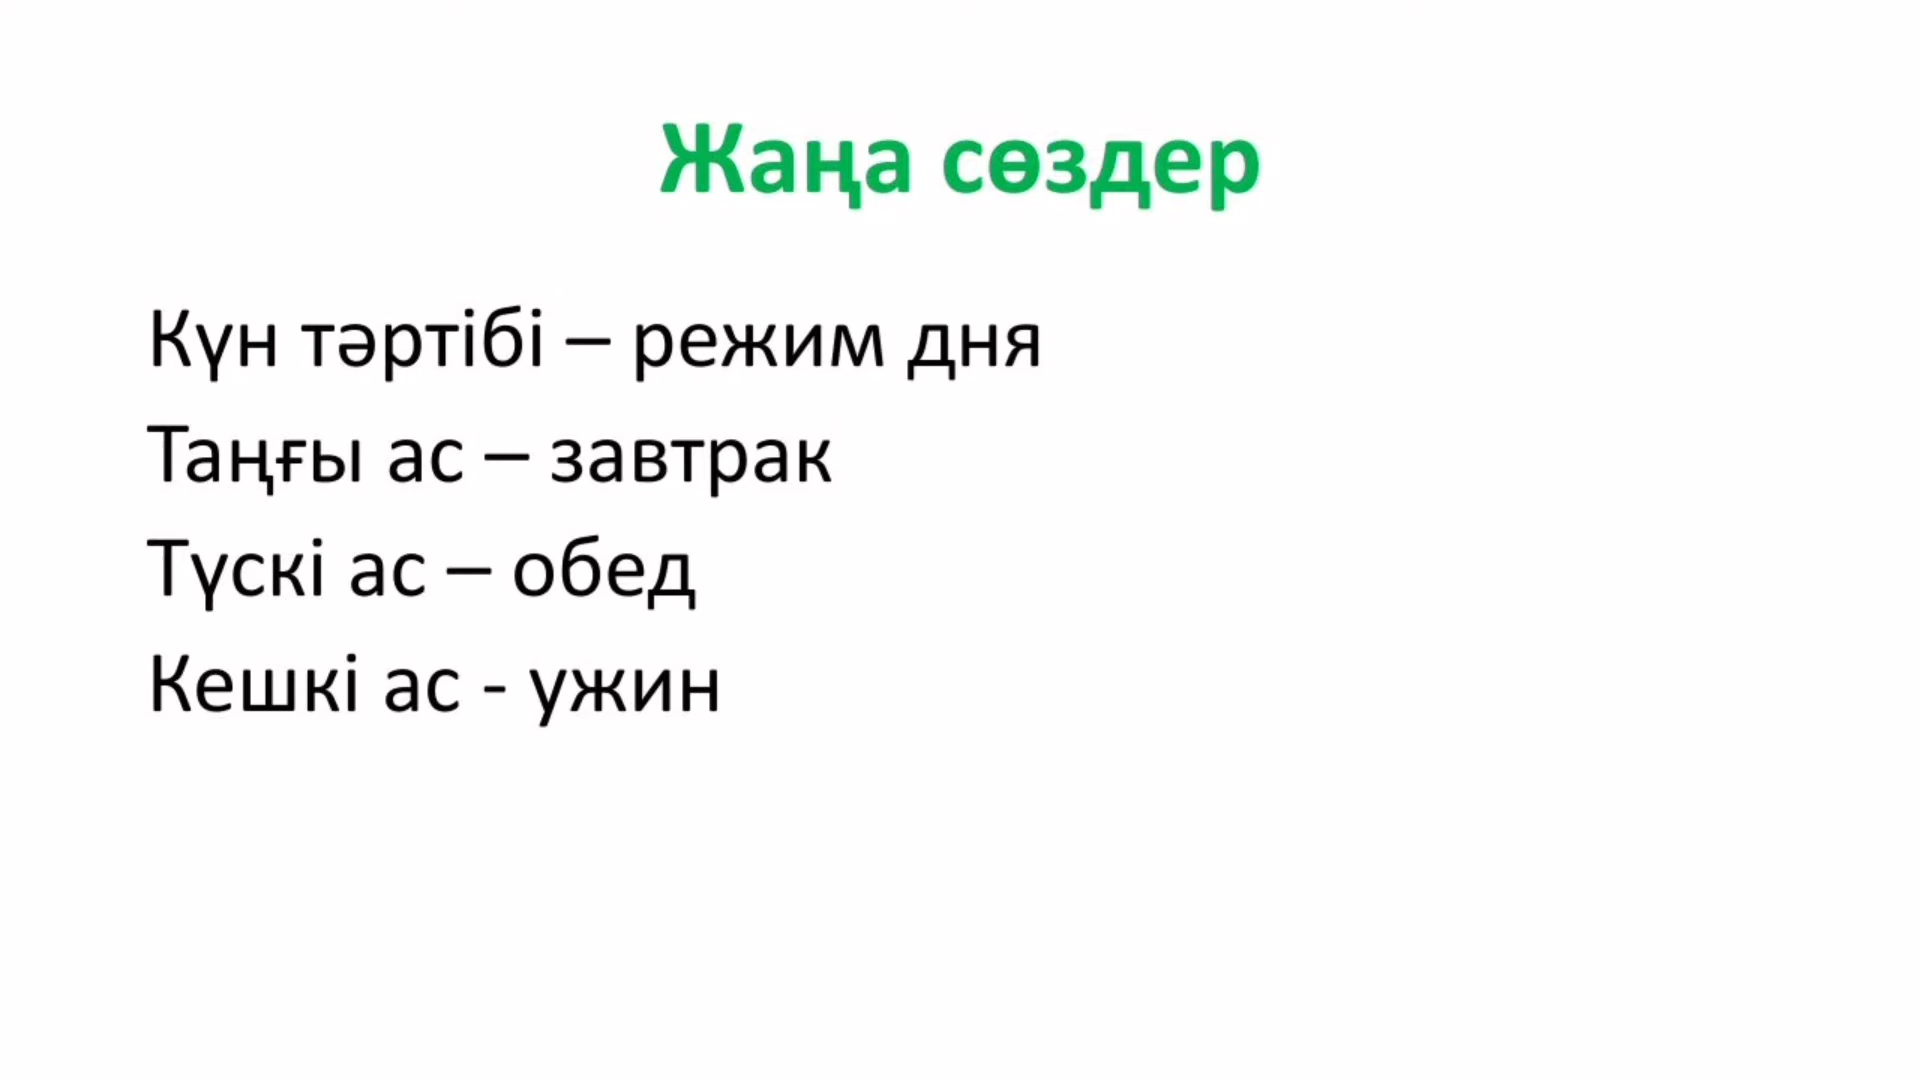 Жаңа сөздер
Күн тәртібі – режим дня
Таңғы ас – завтрак
Түскі ас – обед
Кешкі ас - ужин